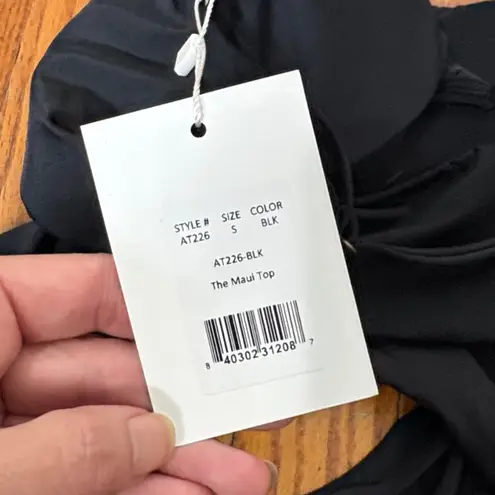 STYLE # SIZE COLOR
AT226 S BLK
AT226-BLK
The Maui Top
8 40302 31208 7